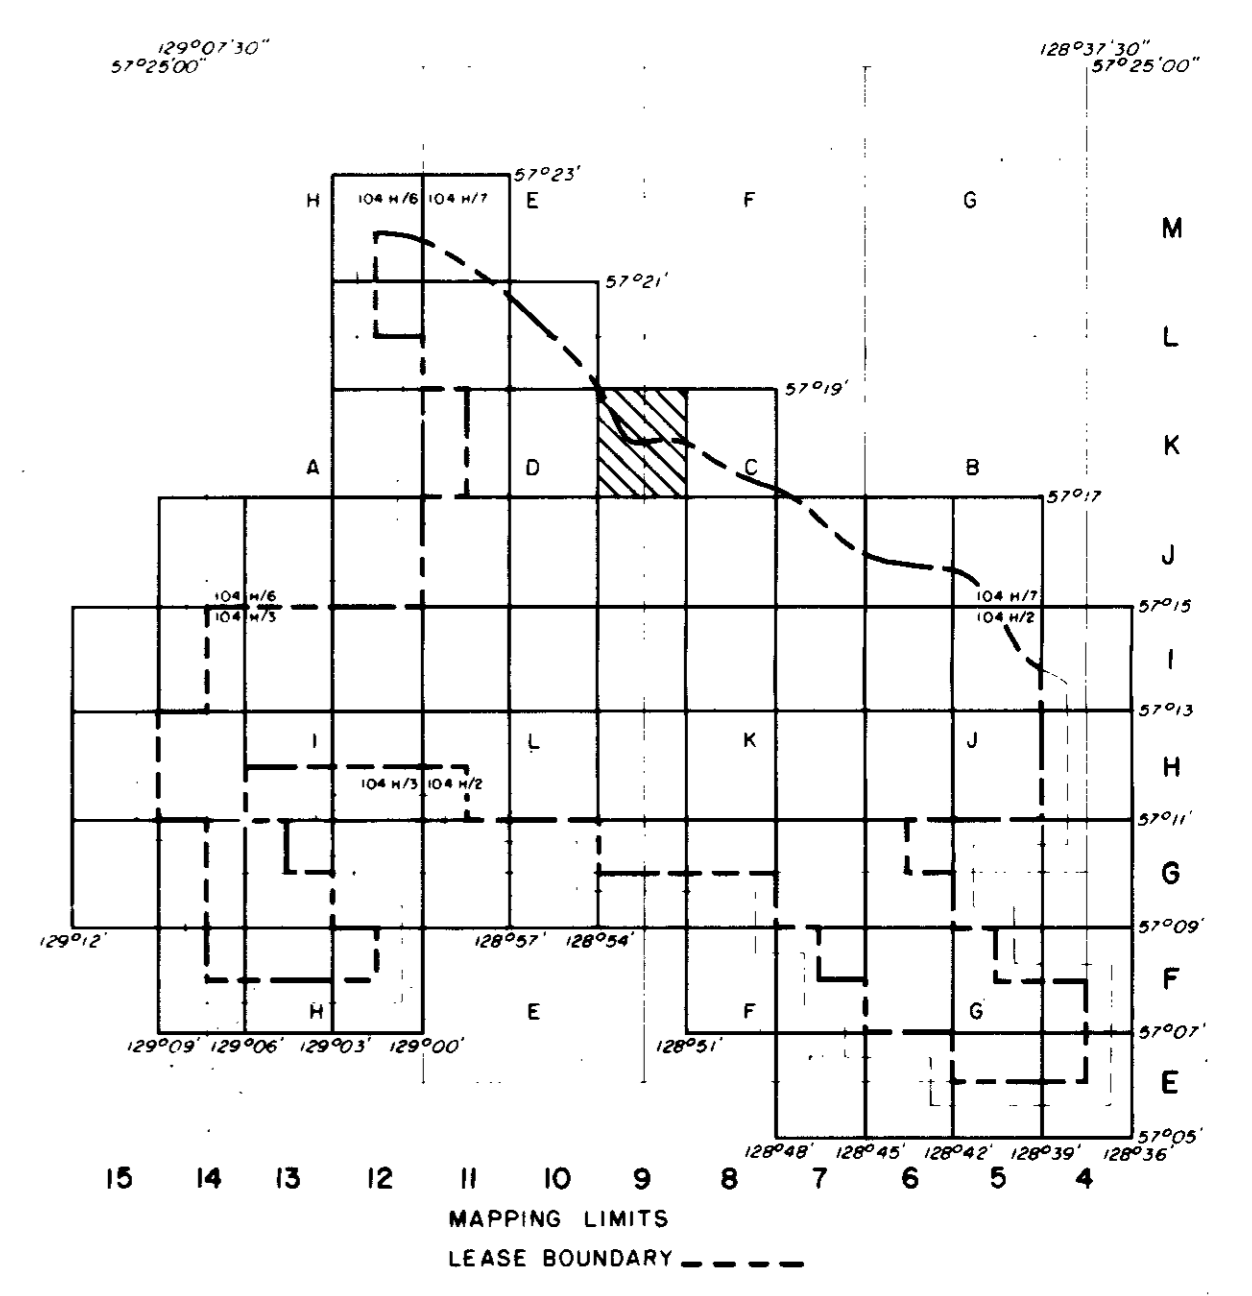 129°07'30" 128°37'30"
57°25'00" 57°25'00"
57°23'
H 104 H/6 104 H/7 E F G
M
57°21'
L
57°19'
K
A D C B
57°17'
J
104 H/6 104 H/7
57°15'
104 H/3 104 H/2
I
57°13'
I L K J
H
104 H/3 104 H/2
57°11'
G
57°09'
129°12' 128°57' 128°54'
F
H E F G
57°07'
129°09' 129°06' 129°03' 129°00' 128°51'
E
57°05'
128°48' 128°45' 128°42' 128°39' 128°36'
15 14 13 12 11 10 9 8 7 6 5 4
MAPPING LIMITS
LEASE BOUNDARY